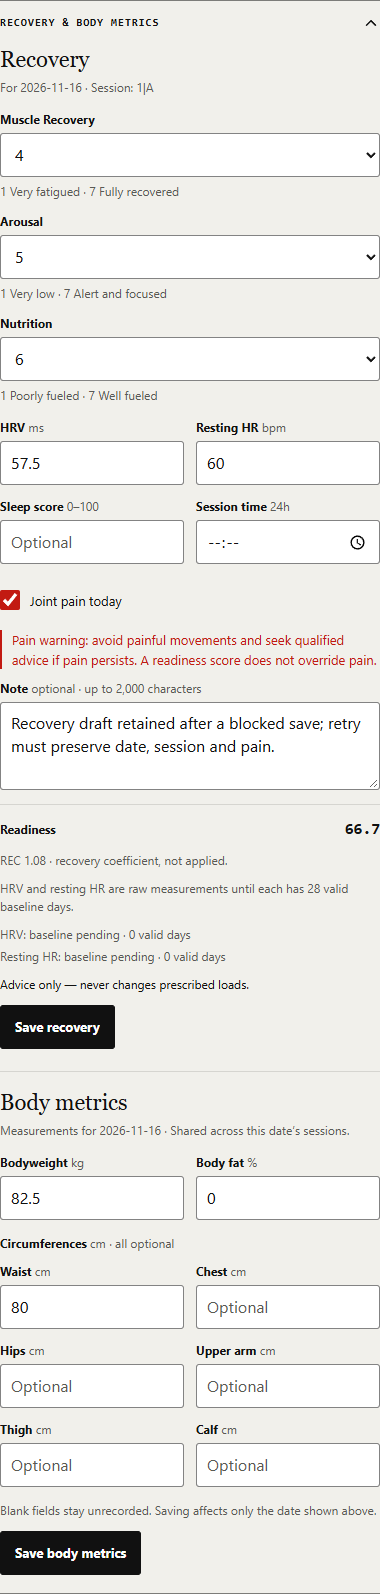 RECOVERY & BODY METRICS
Recovery
For 2026-11-16 · Session: 1|A
Muscle Recovery
4
1 Very fatigued · 7 Fully recovered
Arousal
5
1 Very low · 7 Alert and focused
Nutrition
6
1 Poorly fueled · 7 Well fueled
HRV ms
Resting HR bpm
57.5
60
Sleep score 0–100
Session time 24h
Optional
--:--
Joint pain today
Pain warning: avoid painful movements and seek qualified
advice if pain persists. A readiness score does not override pain.
Note optional · up to 2,000 characters
Recovery draft retained after a blocked save; retry
must preserve date, session and pain.
Readiness
66.7
REC 1.08 · recovery coefficient, not applied.
HRV and resting HR are raw measurements until each has 28 valid
baseline days.
HRV: baseline pending · 0 valid days
Resting HR: baseline pending · 0 valid days
Advice only — never changes prescribed loads.
Save recovery
Body metrics
Measurements for 2026-11-16 · Shared across this date's sessions.
Bodyweight kg
Body fat %
82.5
0
Circumferences cm · all optional
Waist cm
Chest cm
80
Optional
Hips cm
Upper arm cm
Optional
Optional
Thigh cm
Calf cm
Optional
Optional
Blank fields stay unrecorded. Saving affects only the date shown above.
Save body metrics